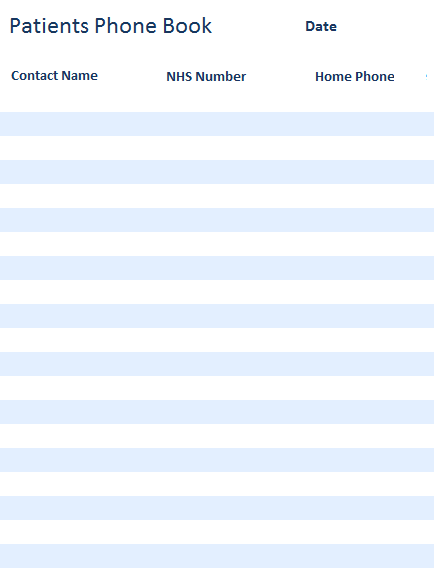 Patients Phone Book Date
Contact Name NHS Number Home Phone